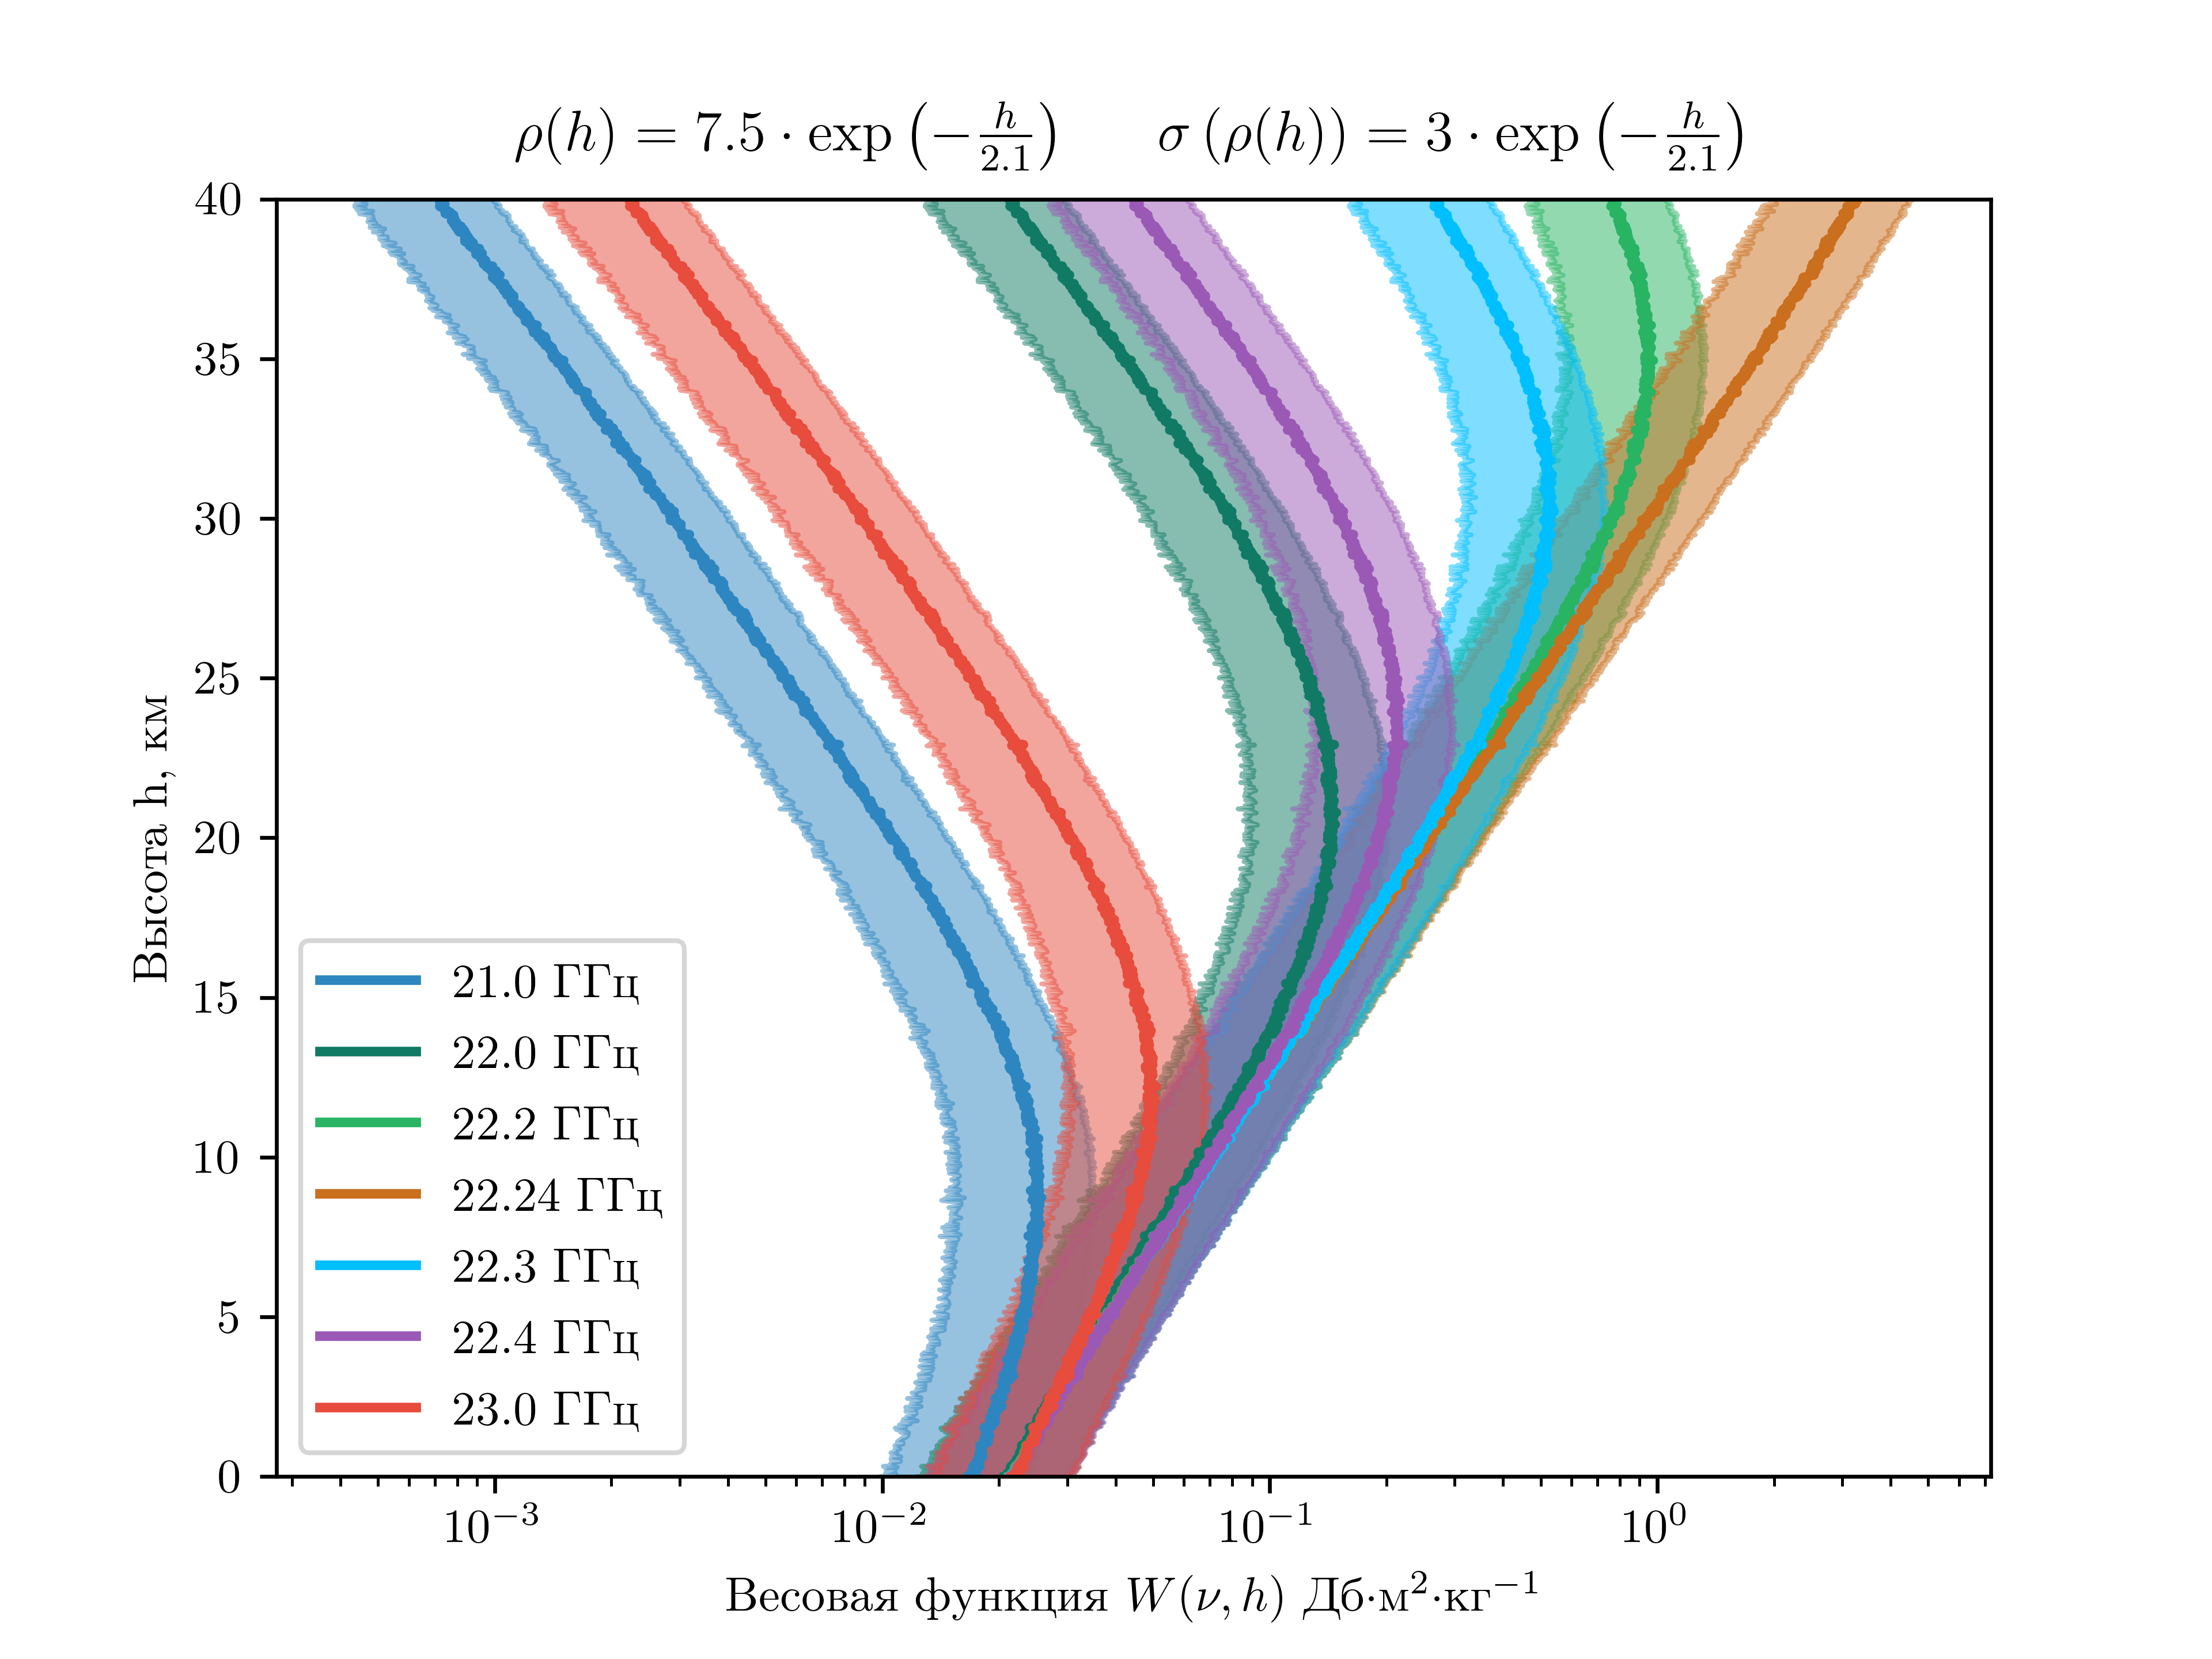 ρ(h) = 7.5 · exp(−h/2.1)    σ(ρ(h)) = 3 · exp(−h/2.1)
40
35
30
25
20
15
10
5
0
Высота h, км
21.0 ГГц
22.0 ГГц
22.2 ГГц
22.24 ГГц
22.3 ГГц
22.4 ГГц
23.0 ГГц
10⁻³ 10⁻² 10⁻¹ 10⁰
Весовая функция W(ν, h) Дб·м²·кг⁻¹